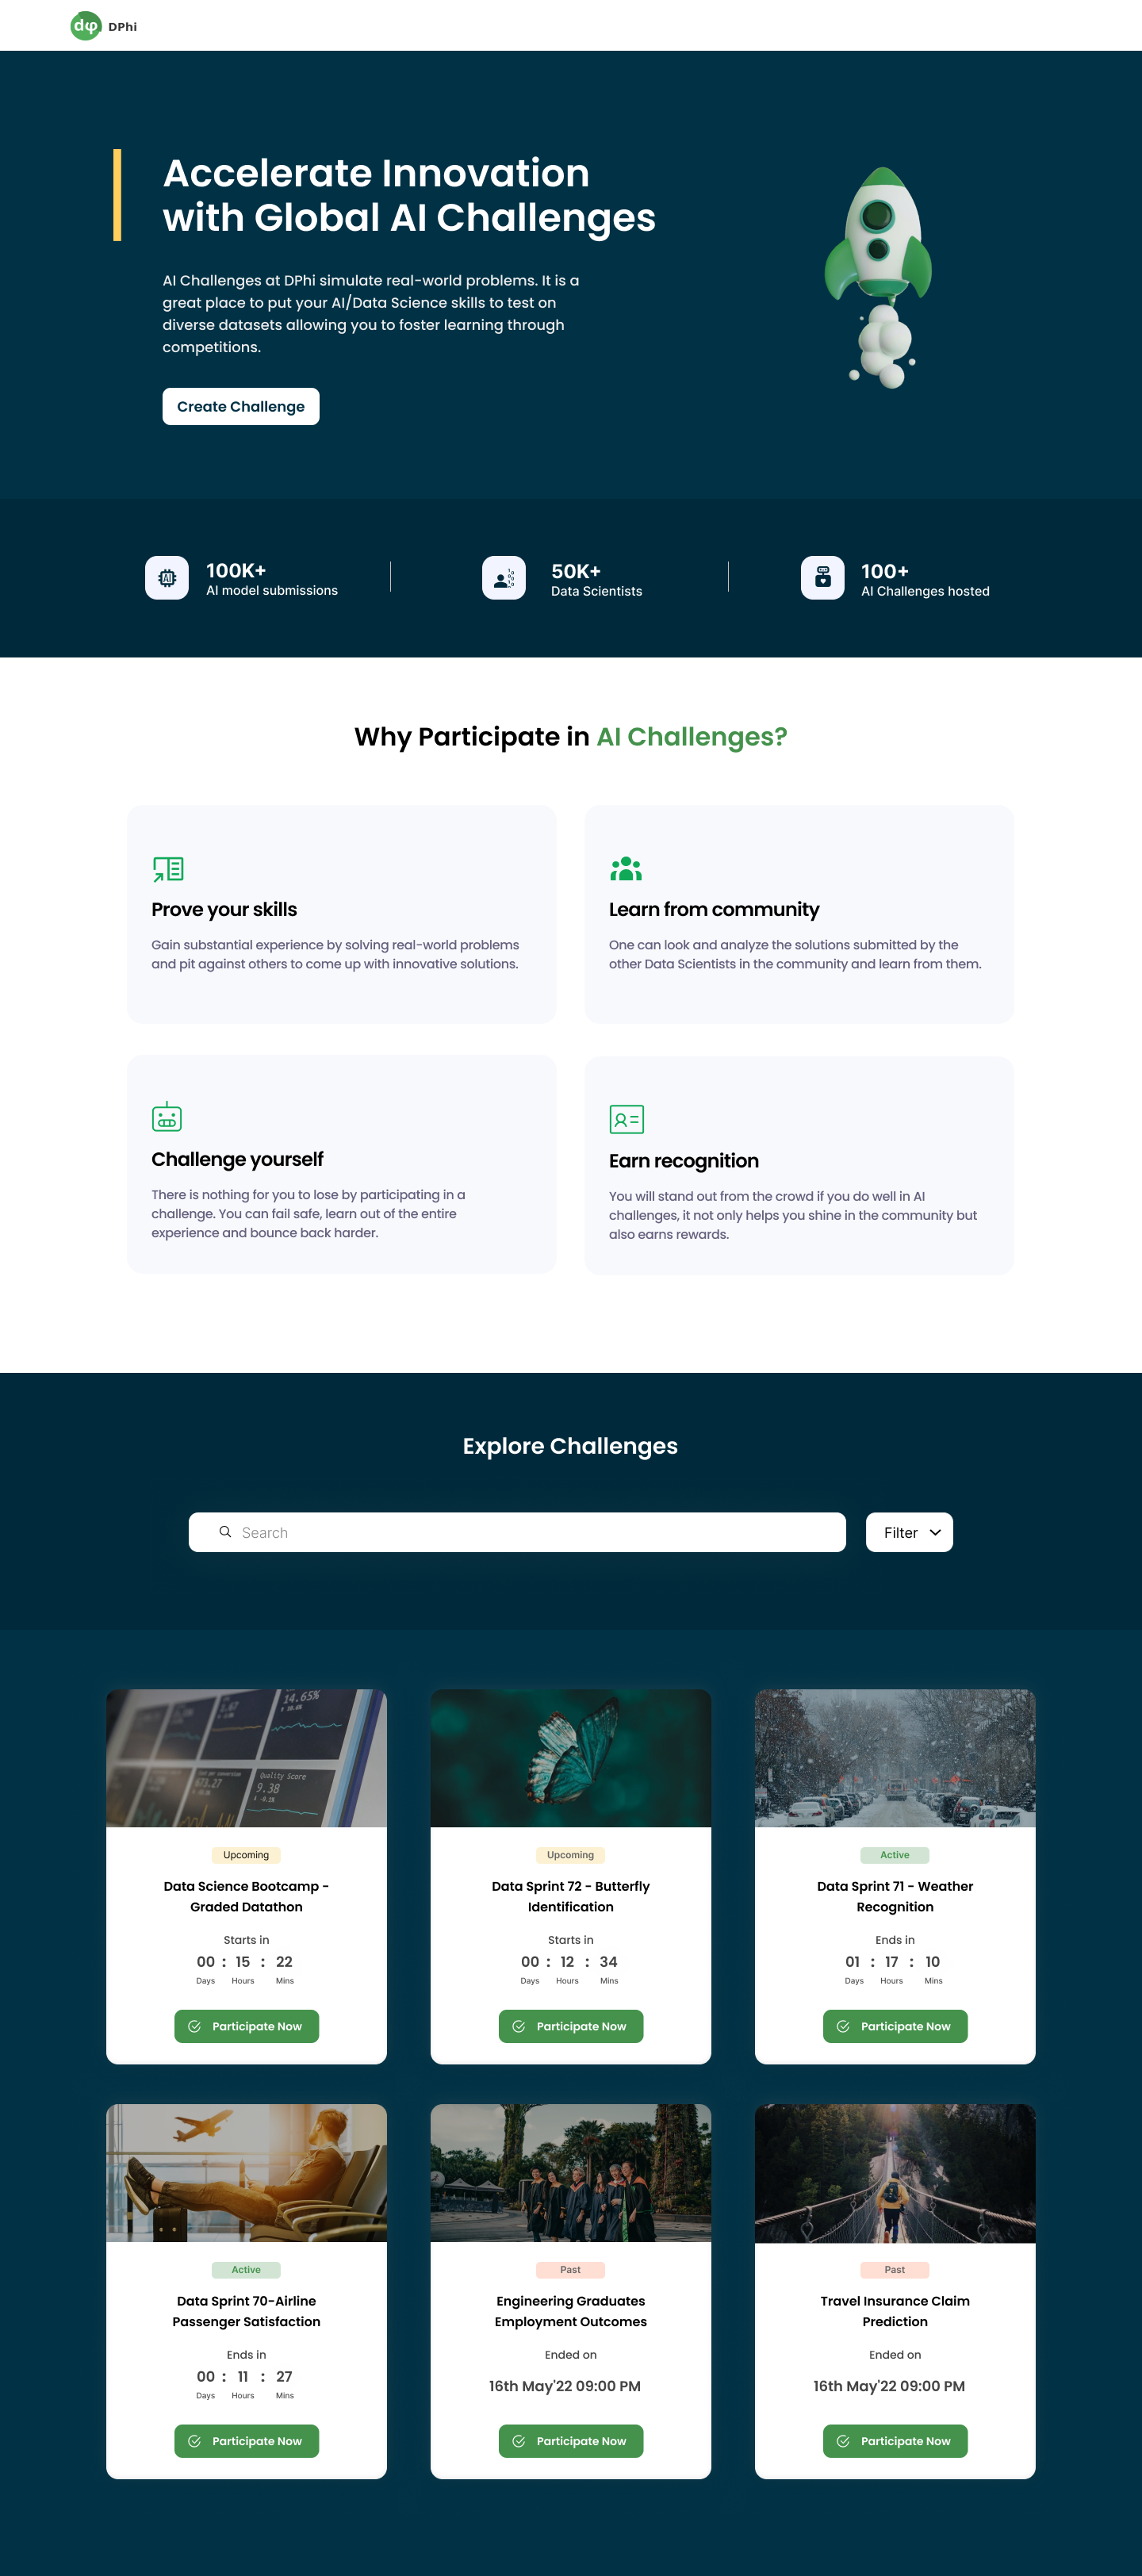 dφ DPhi
Accelerate Innovation
with Global AI Challenges
AI Challenges at DPhi simulate real-world problems. It is a
great place to put your AI/Data Science skills to test on
diverse datasets allowing you to foster learning through
competitions.
Create Challenge
AI
100K+
AI model submissions
50K+
Data Scientists
100+
AI Challenges hosted
Why Participate in AI Challenges?
Prove your skills
Gain substantial experience by solving real-world problems
and pit against others to come up with innovative solutions.
Learn from community
One can look and analyze the solutions submitted by the
other Data Scientists in the community and learn from them.
Challenge yourself
There is nothing for you to lose by participating in a
challenge. You can fail safe, learn out of the entire
experience and bounce back harder.
Earn recognition
You will stand out from the crowd if you do well in AI
challenges, it not only helps you shine in the community but
also earns rewards.
Explore Challenges
Search
Filter
14.65%
Quality Score
673.27
9.38
Upcoming
Data Science Bootcamp -
Graded Datathon
Starts in
00 : 15 : 22
Days Hours Mins
Participate Now
Upcoming
Data Sprint 72 - Butterfly
Identification
Starts in
00 : 12 : 34
Days Hours Mins
Participate Now
Active
Data Sprint 71 - Weather
Recognition
Ends in
01 : 17 : 10
Days Hours Mins
Participate Now
Active
Data Sprint 70-Airline
Passenger Satisfaction
Ends in
00 : 11 : 27
Days Hours Mins
Participate Now
Past
Engineering Graduates
Employment Outcomes
Ended on
16th May'22 09:00 PM
Participate Now
Past
Travel Insurance Claim
Prediction
Ended on
16th May'22 09:00 PM
Participate Now